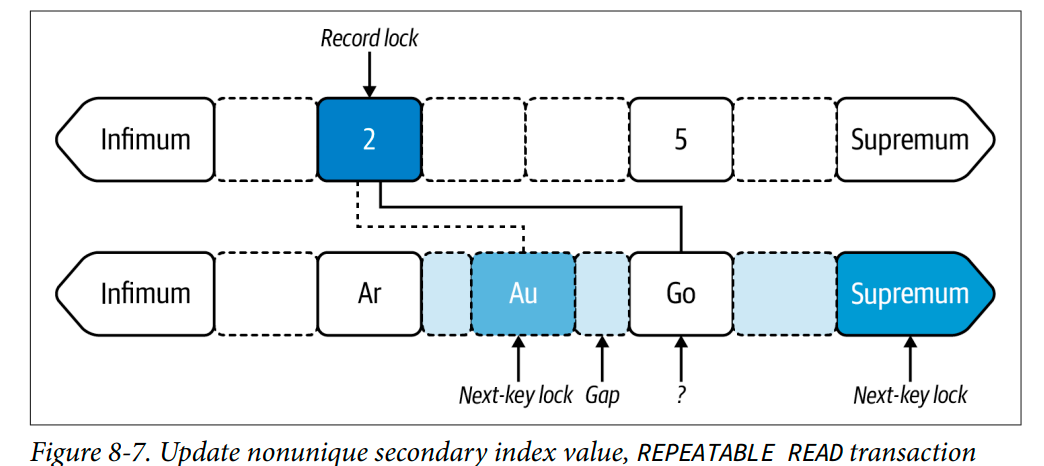 Record lock
Infimum 2 5 Supremum
Infimum Ar Au Go Supremum
Next-key lock Gap ? Next-key lock
Figure 8-7. Update nonunique secondary index value, REPEATABLE READ transaction